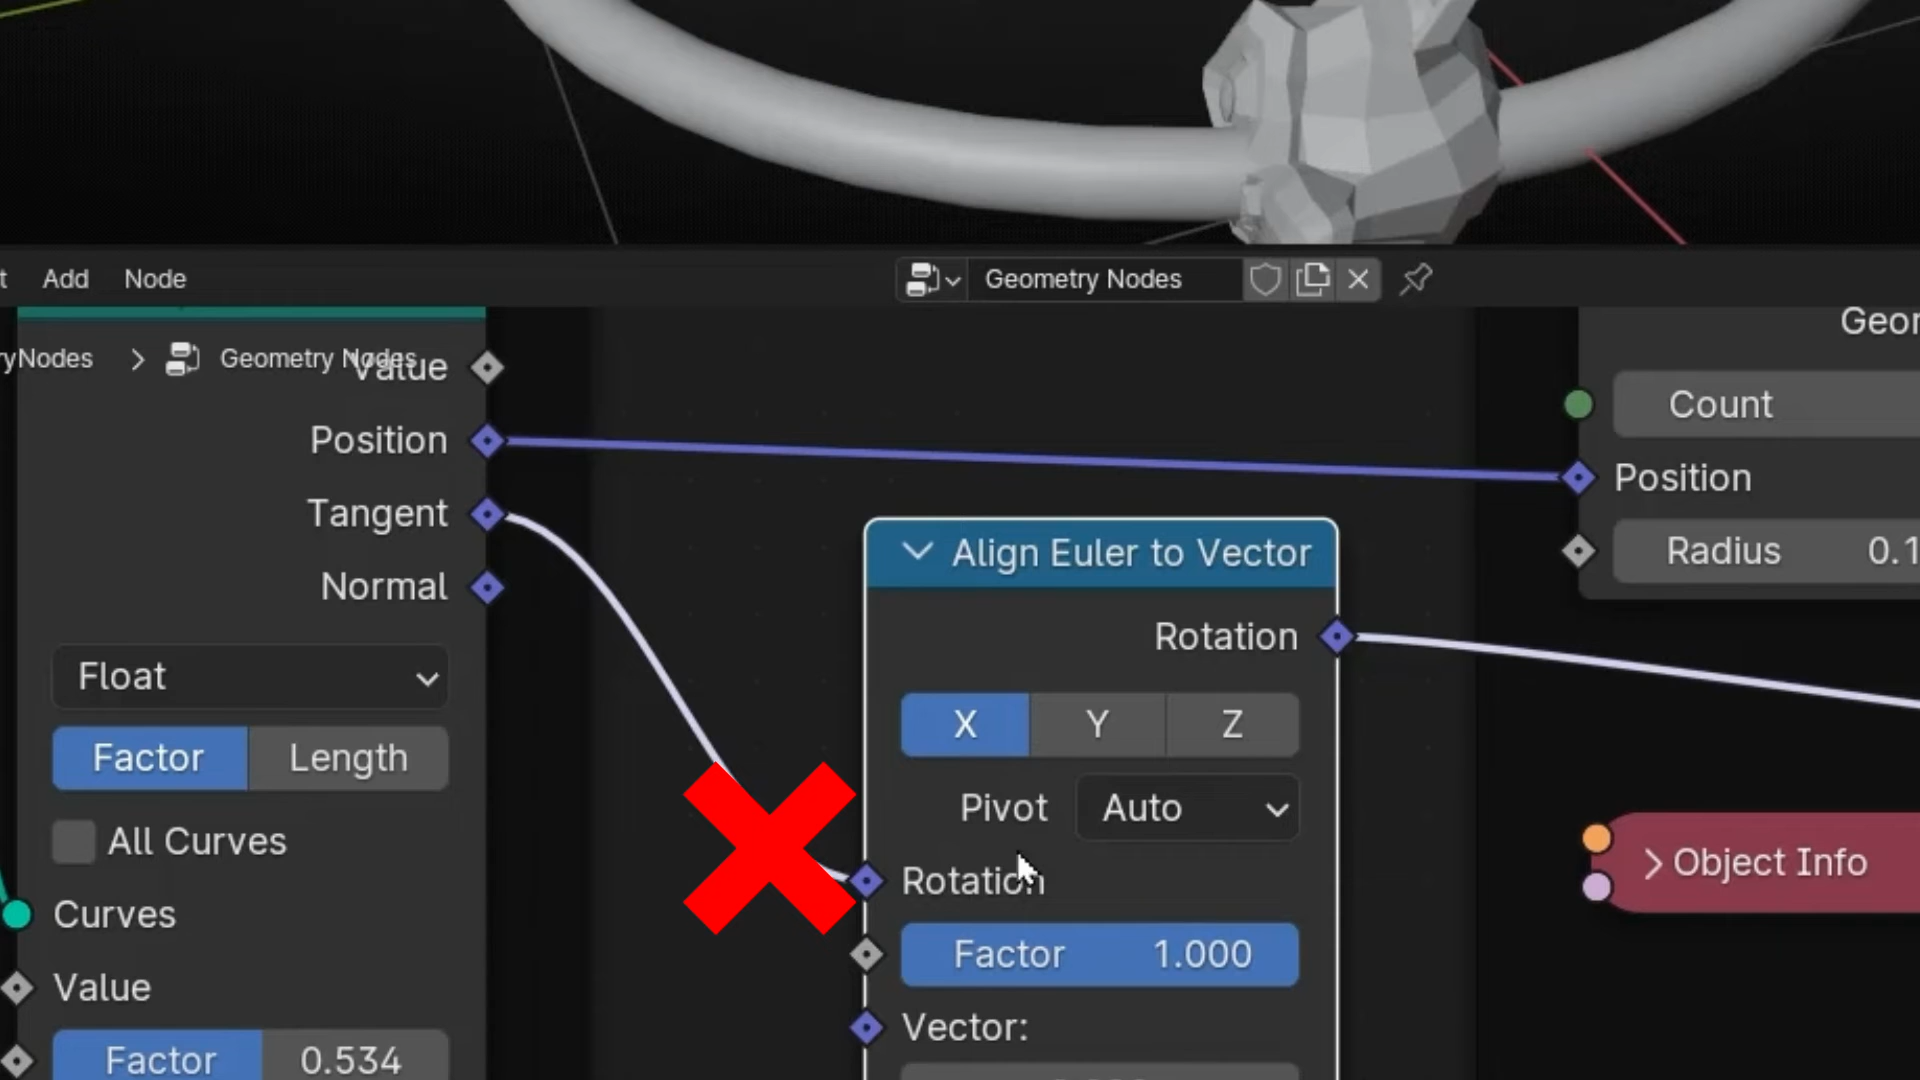 t Add Node Geometry Nodes
ryNodes Geometry Nodes
Value
Position
Tangent
Normal
Float
Factor Length
All Curves
Curves
Value
Factor 0.534
Align Euler to Vector
Rotation
X Y Z
Pivot Auto
Rotation
Factor 1.000
Vector:
Geor
Count
Position
Radius 0.1
Object Info